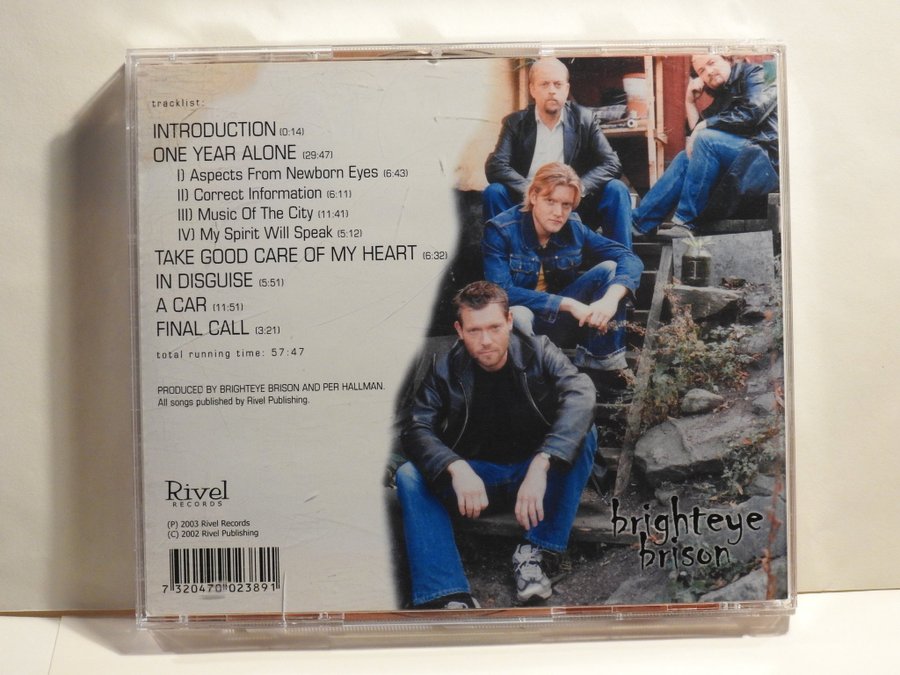 tracklist:
INTRODUCTION (0:14)
ONE YEAR ALONE (29:47)
I) Aspects From Newborn Eyes (6:43)
II) Correct Information (6:11)
III) Music Of The City (11:41)
IV) My Spirit Will Speak (5:12)
TAKE GOOD CARE OF MY HEART (6:32)
IN DISGUISE (5:51)
A CAR (11:51)
FINAL CALL (3:21)
total running time: 57:47
PRODUCED BY BRIGHTEYE BRISON AND PER HALLMAN.
All songs published by Rivel Publishing.
Rivel
RECORDS
(P) 2003 Rivel Records
(C) 2002 Rivel Publishing
7 320470 023891
brighteye
brison